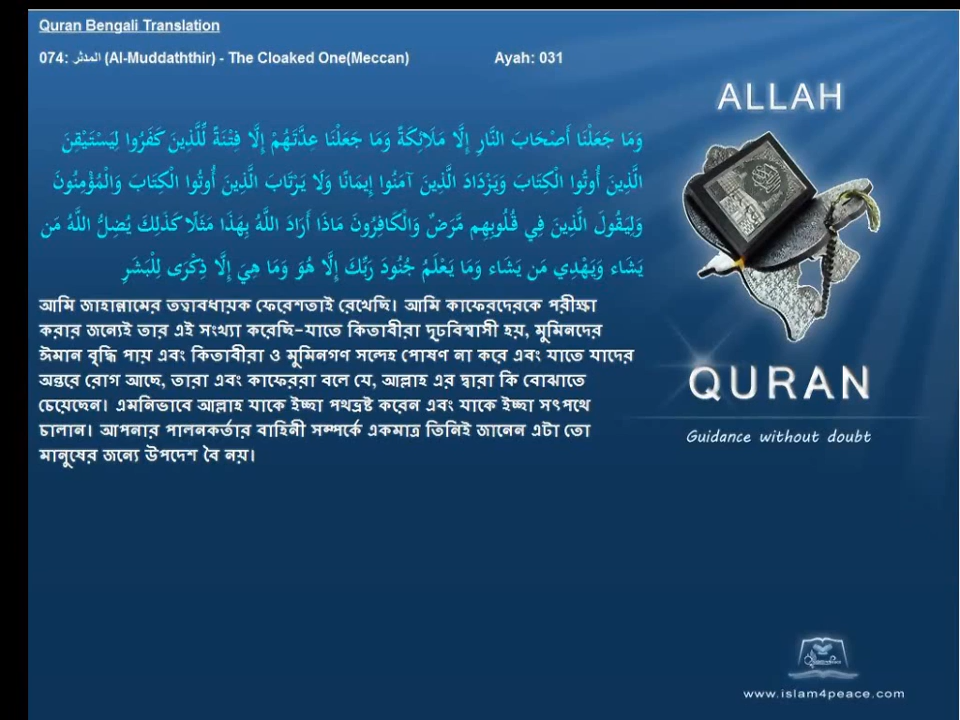 Quran Bengali Translation
074: المدثر (Al-Muddaththir) - The Cloaked One(Meccan) Ayah: 031
وَمَا جَعَلْنَا أَصْحَابَ النَّارِ إِلَّا مَلَائِكَةً وَمَا جَعَلْنَا عِدَّتَهُمْ إِلَّا فِتْنَةً لِّلَّذِينَ كَفَرُوا لِيَسْتَيْقِنَ
الَّذِينَ أُوتُوا الْكِتَابَ وَيَزْدَادَ الَّذِينَ آمَنُوا إِيمَانًا وَلَا يَرْتَابَ الَّذِينَ أُوتُوا الْكِتَابَ وَالْمُؤْمِنُونَ
وَلِيَقُولَ الَّذِينَ فِي قُلُوبِهِم مَّرَضٌ وَالْكَافِرُونَ مَاذَا أَرَادَ اللَّهُ بِهَذَا مَثَلًا كَذَلِكَ يُضِلُّ اللَّهُ مَن
يَشَاء وَيَهْدِي مَن يَشَاء وَمَا يَعْلَمُ جُنُودَ رَبِّكَ إِلَّا هُوَ وَمَا هِيَ إِلَّا ذِكْرَى لِلْبَشَرِ
আমি জাহান্নামের তত্বাবধায়ক ফেরেশতাই রেখেছি। আমি কাফেরদেরকে পরীক্ষা
করার জন্যেই তার এই সংখ্যা করেছি-যাতে কিতাবীরা দৃঢ়বিশ্বাসী হয়, মুমিনদের
ঈমান বৃদ্ধি পায় এবং কিতাবীরা ও মুমিনগণ সন্দেহ পোষণ না করে এবং যাতে যাদের
অন্তরে রোগ আছে, তারা এবং কাফেররা বলে যে, আল্লাহ এর দ্বারা কি বোঝাতে
চেয়েছেন। এমনিভাবে আল্লাহ যাকে ইচ্ছা পথভ্রষ্ট করেন এবং যাকে ইচ্ছা সৎপথে
চালান। আপনার পালনকর্তার বাহিনী সম্পর্কে একমাত্র তিনিই জানেন এটা তো
মানুষের জন্যে উপদেশ বৈ নয়।
ALLAH
QURAN
Guidance without doubt
www.islam4peace.com